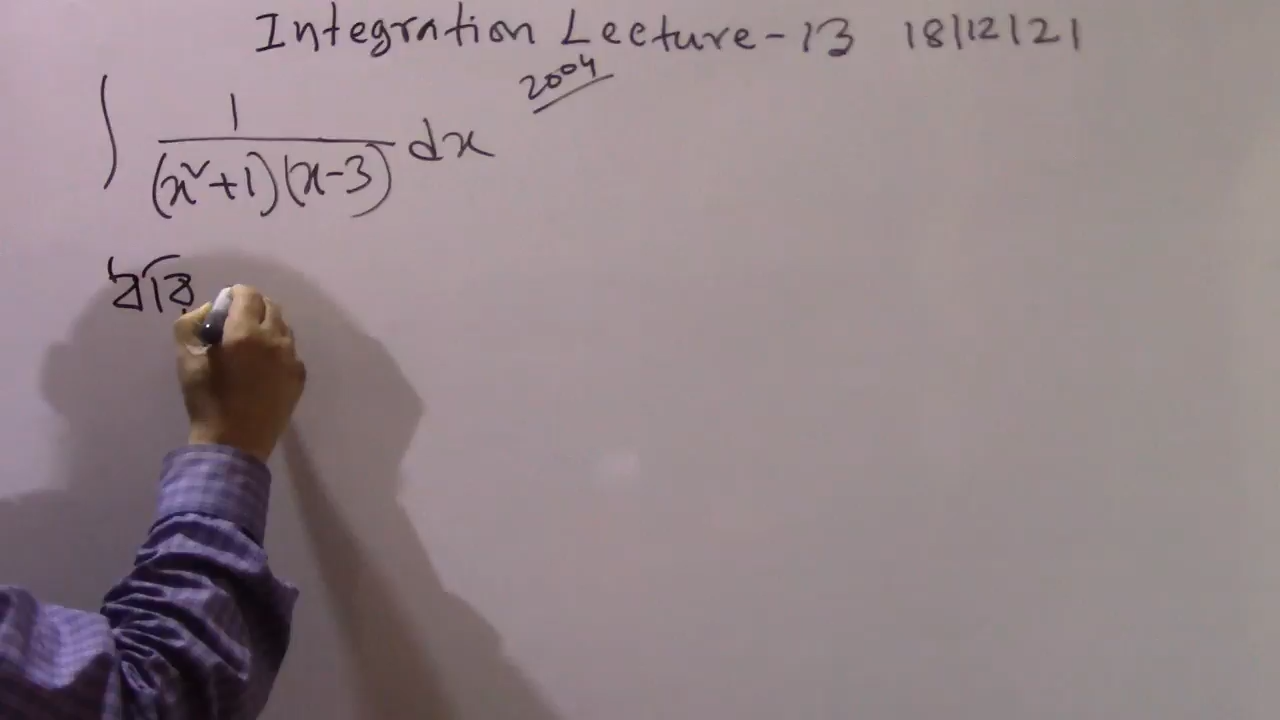 Integration Lecture-13 18/12/21
2004
∫ 1/((x²+1)(x-3)) dx
ধরি